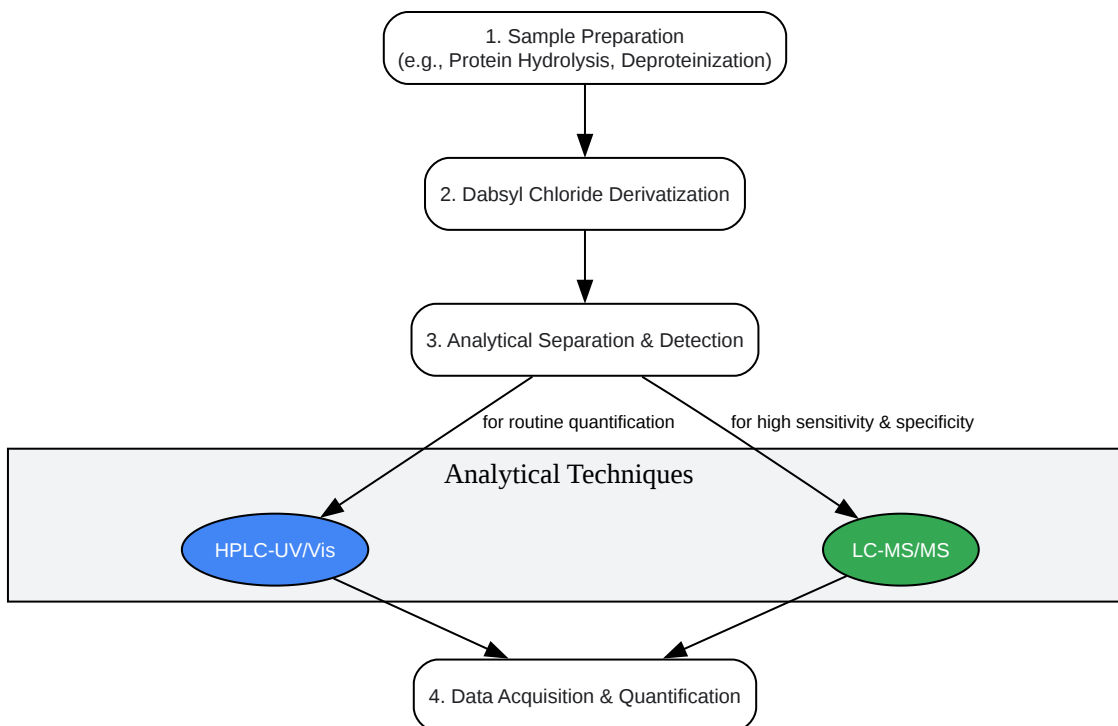 1. Sample Preparation
(e.g., Protein Hydrolysis, Deproteinization)
2. Dabsyl Chloride Derivatization
3. Analytical Separation & Detection
for routine quantification
for high sensitivity & specificity
Analytical Techniques
HPLC-UV/Vis
LC-MS/MS
4. Data Acquisition & Quantification